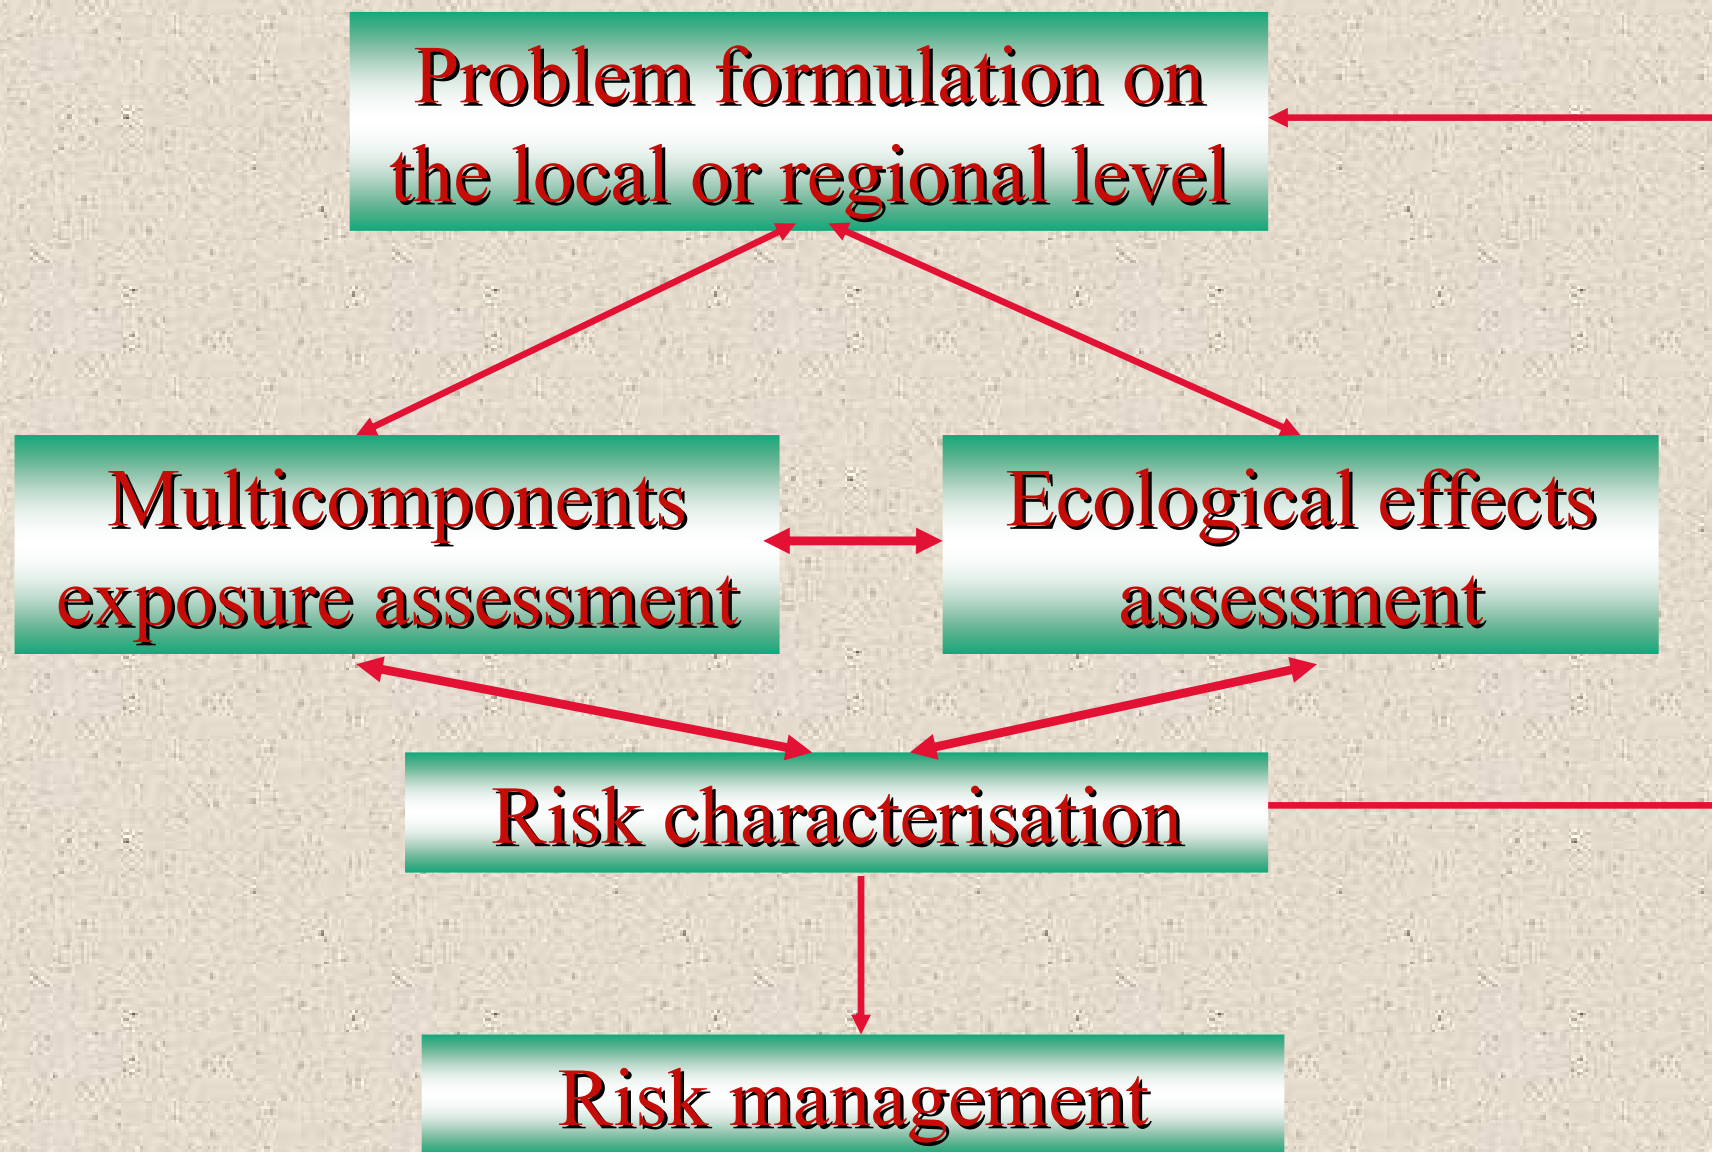 Problem formulation on
the local or regional level
Multicomponents
exposure assessment
Ecological effects
assessment
Risk characterisation
Risk management